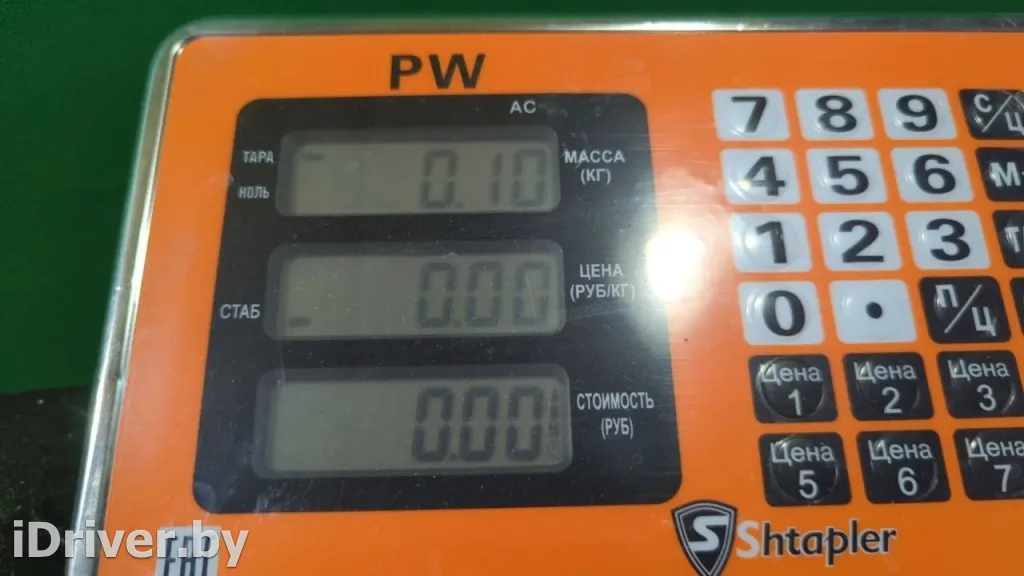 PW
AC
ТАРА
НОЛЬ
0.10
МАССА
(КГ)
СТАБ
0.00
ЦЕНА
(РУБ/КГ)
0.00
СТОИМОСТЬ
(РУБ)
7 8 9 С/Ц
4 5 6
1 2 3
0 . П/Ц
Цена 1 Цена 2 Цена 3
Цена 5 Цена 6 Цена 7
S Shtapler
EAC
iDriver.by